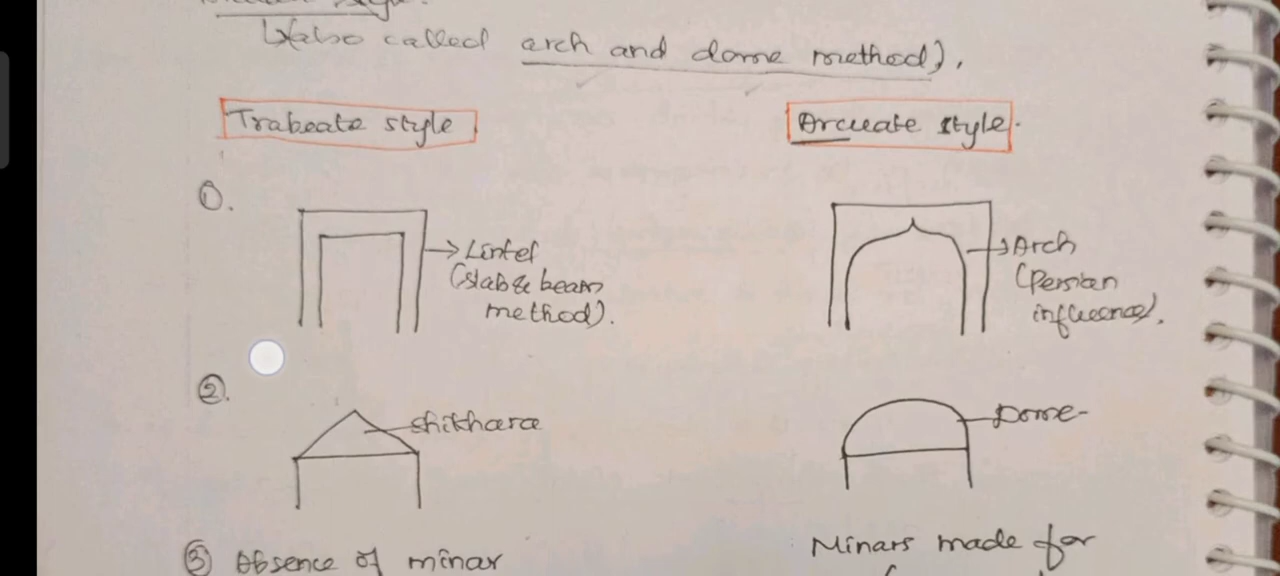 (also called arch and dome method).
Trabeate style
Arcuate style.
①.
→ Lintel
(slab & beam
method).
→ Arch
(Persian
influence).
②.
Shikhara
Dome
③ Absence of minar
Minars made for